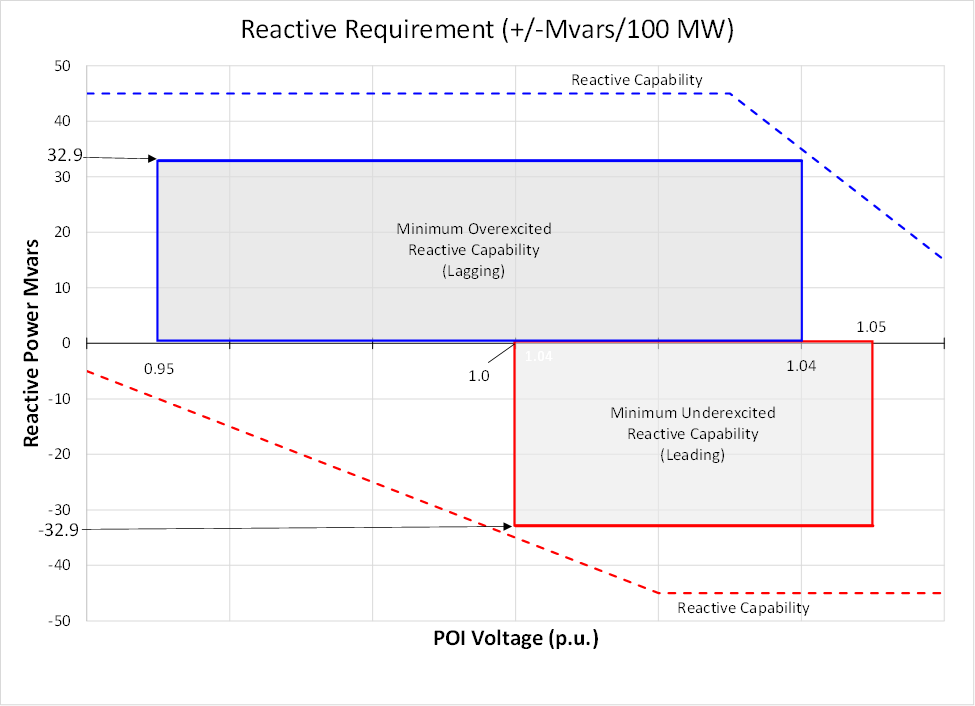 Reactive Requirement (+/-Mvars/100 MW)
50
Reactive Capability
40
32.9
30
Minimum Overexcited
Reactive Capability
(Lagging)
20
10
Reactive Power Mvars
0
1.05
0.95
1.0
1.04
1.04
-10
Minimum Underexcited
Reactive Capability
(Leading)
-20
-30
-32.9
-40
Reactive Capability
-50
POI Voltage (p.u.)